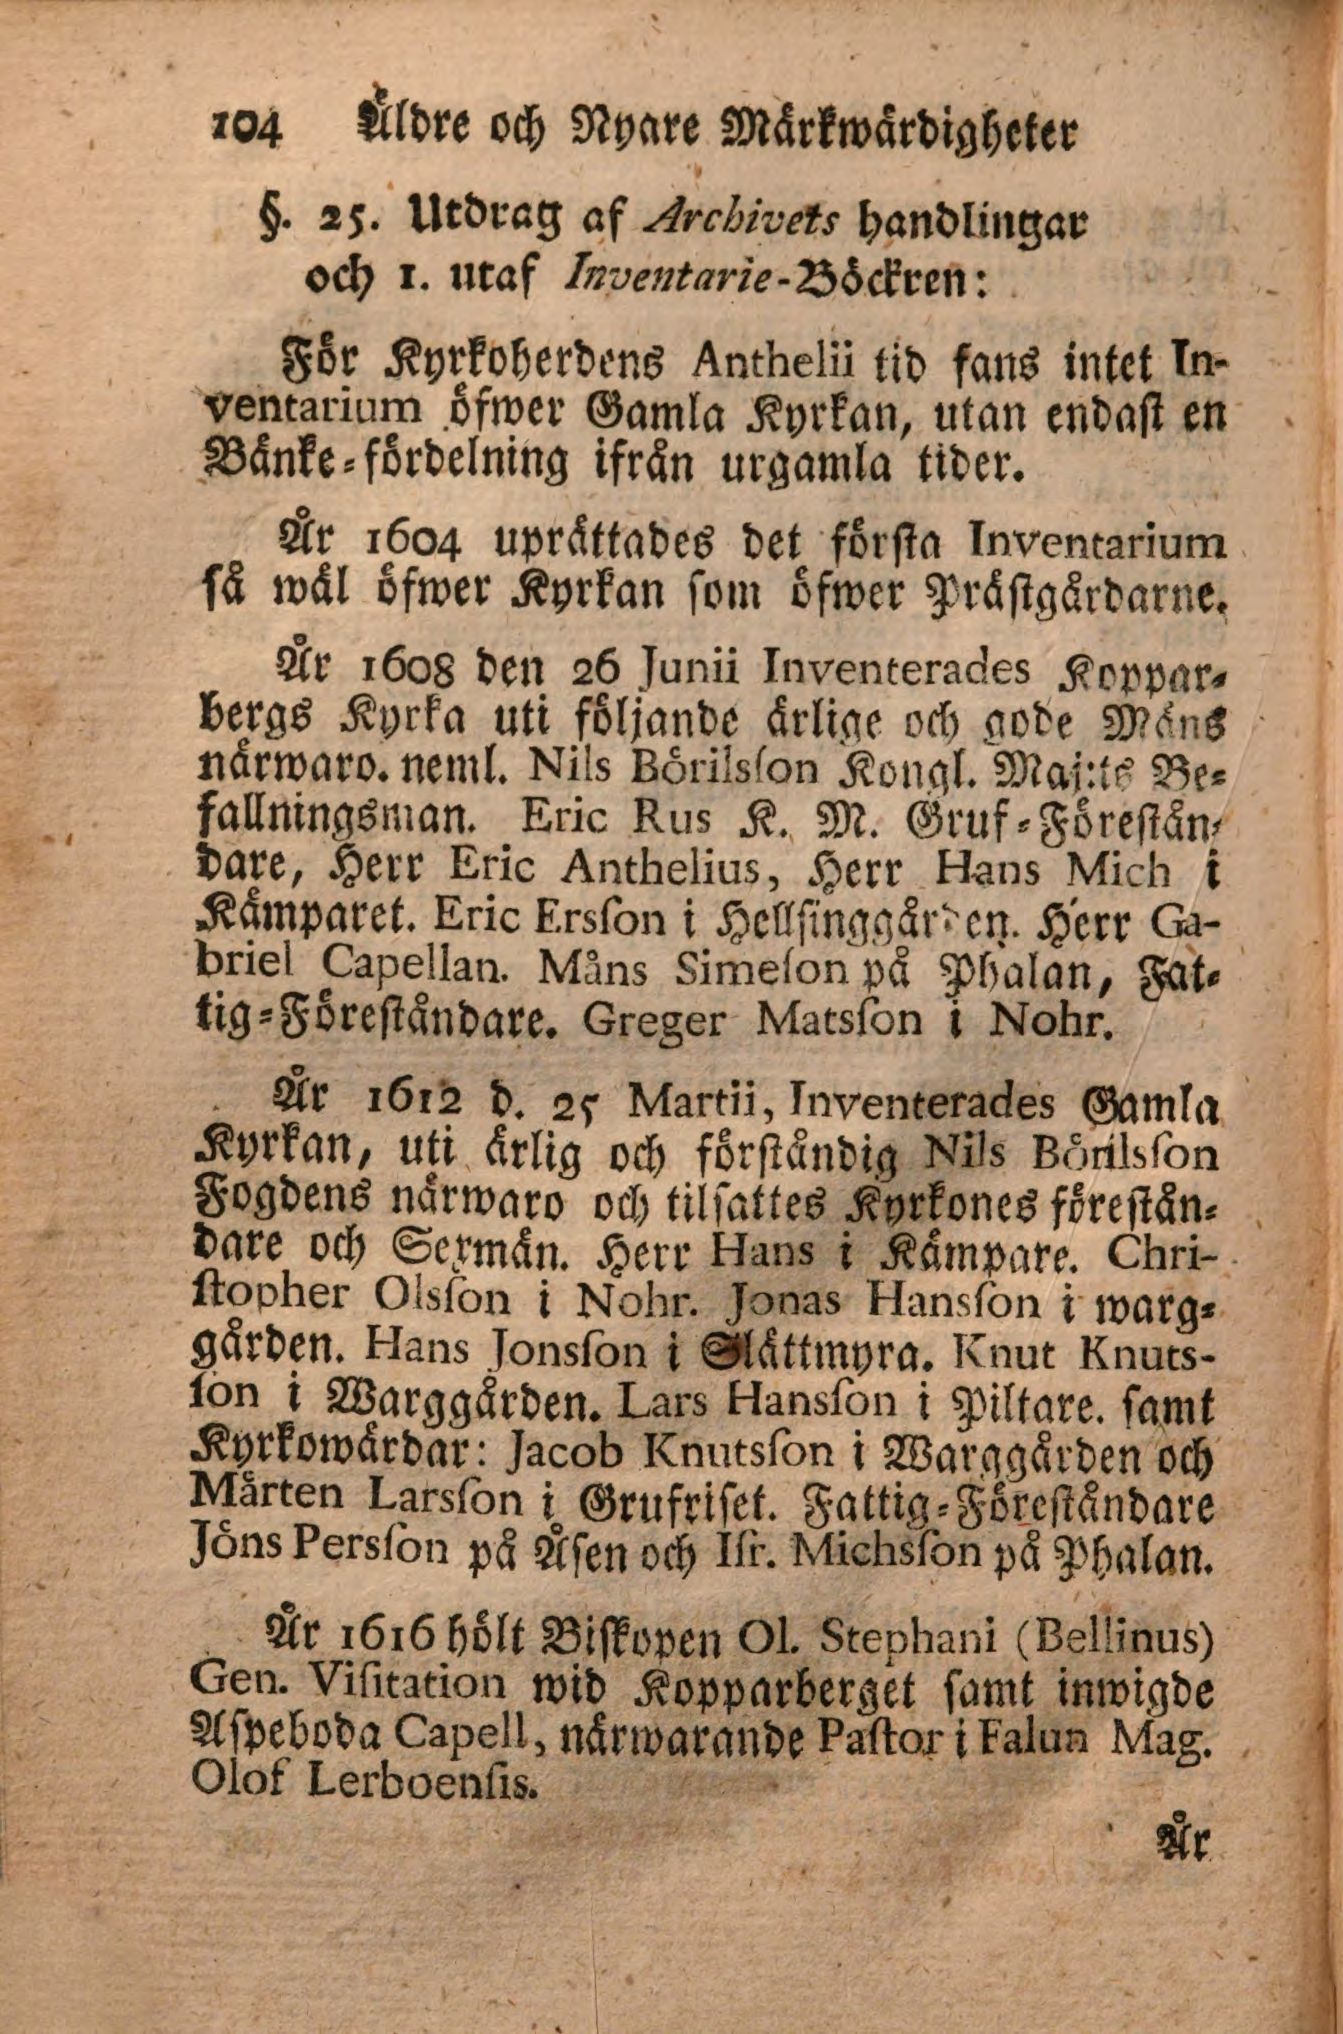 104 Äldre och Nyare Märkwärdigheter
§. 25. Utdrag af Archivets handlingar
och 1. utaf Inventarie-Böckren:
För Kyrkoherdens Anthelii tid fans intet In-
ventarium öfwer Gamla Kyrkan, utan endast en
Bänke-fördelning ifrån urgamla tider.
År 1604 uprättades det första Inventarium
så wäl öfwer Kyrkan som öfwer Prästgårdarne.
År 1608 den 26 Junii Inventerades Koppar-
bergs Kyrka uti följande ärlige och gode Mäns
närwaro. neml. Nils Börilsſon Kongl. Maj:ts Be-
fallningsman. Eric Rus K. M. Gruf-Förestån-
dare, Herr Eric Anthelius, Herr Hans Mich i
Kämparet. Eric Ersſon i Hellsinggården. Herr Ga-
briel Capellan. Måns Simeſon på Phalan, Fat-
tig-Föreståndare. Greger Matsſon i Nohr.
År 1612 d. 25 Martii, Inventerades Gamla
Kyrkan, uti ärlig och förståndig Nils Börilsſon
Fogdens närwaro och tilsattes Kyrkones förestån-
dare och Sexmän. Herr Hans i Kämpare. Chri-
ſtopher Olsſon i Nohr. Jonas Hansſon i warg-
gården. Hans Jonsſon i Slättmyra. Knut Knuts-
ſon i Warggården. Lars Hansſon i Piltare. samt
Kyrkowärdar: Jacob Knutsſon i Warggården och
Mårten Larsſon i Grufriset. Fattig-Föreståndare
Jöns Persſon på Åsen och Iſr. Michsſon på Phalan.
År 1616 hölt Biskopen Ol. Stephani (Bellinus)
Gen. Viſitation wid Kopparberget samt inwigde
Aspeboda Capell, närwarande Paſtor i Falun Mag.
Olof Lerboenſis.
År